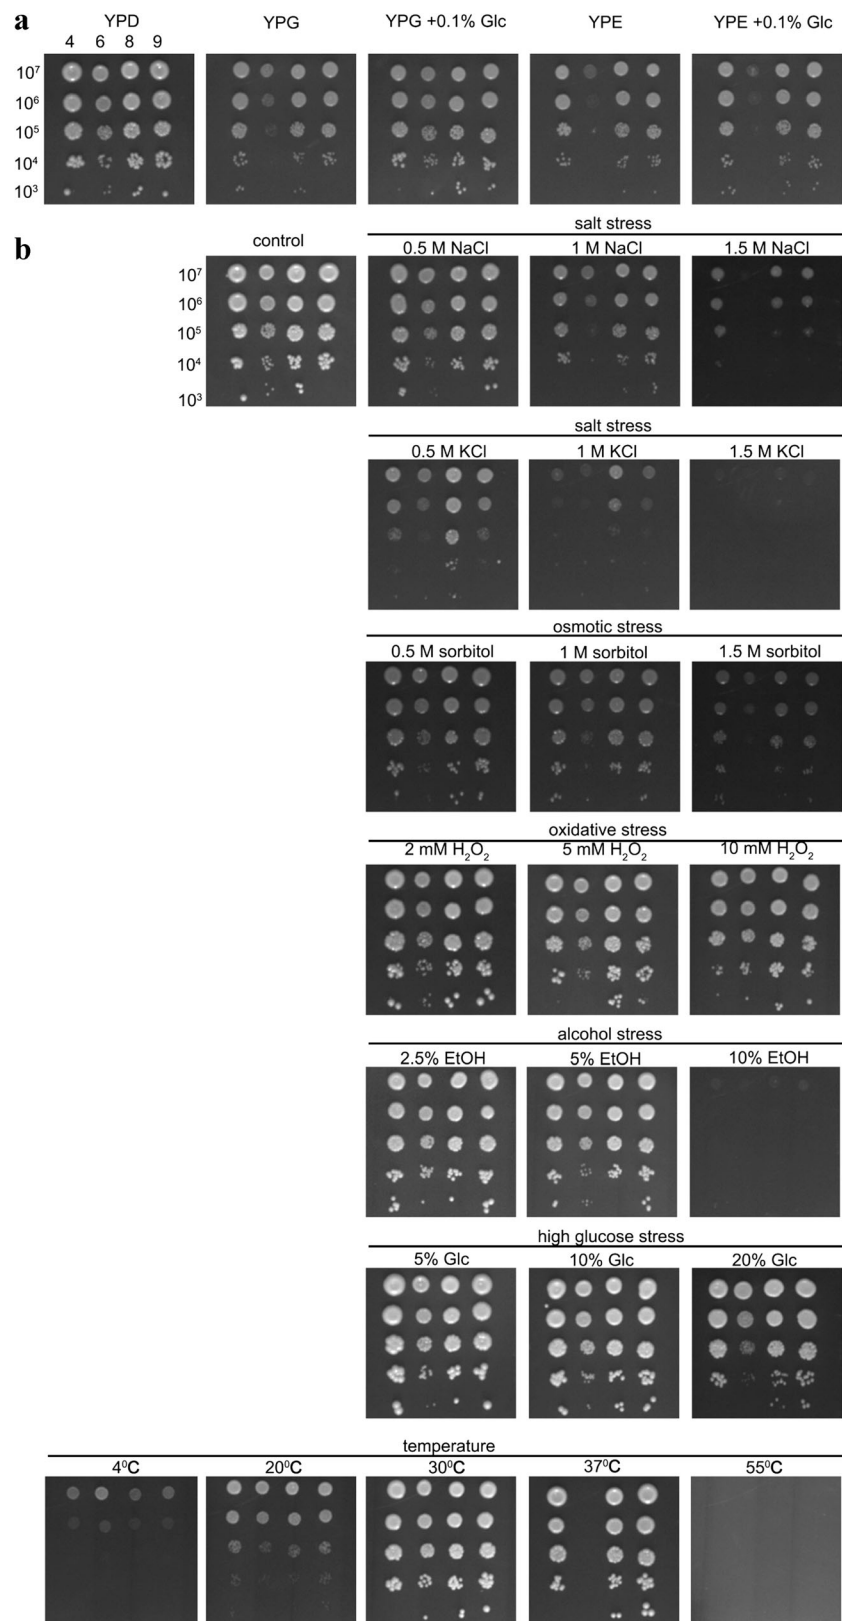 a
YPD YPG YPG +0.1% Glc YPE YPE +0.1% Glc
4 6 8 9
10⁷
10⁶
10⁵
10⁴
10³
salt stress
b
control 0.5 M NaCl 1 M NaCl 1.5 M NaCl
10⁷
10⁶
10⁵
10⁴
10³
salt stress
0.5 M KCl 1 M KCl 1.5 M KCl
osmotic stress
0.5 M sorbitol 1 M sorbitol 1.5 M sorbitol
oxidative stress
2 mM H₂O₂ 5 mM H₂O₂ 10 mM H₂O₂
alcohol stress
2.5% EtOH 5% EtOH 10% EtOH
high glucose stress
5% Glc 10% Glc 20% Glc
temperature
4⁰C 20⁰C 30⁰C 37⁰C 55⁰C